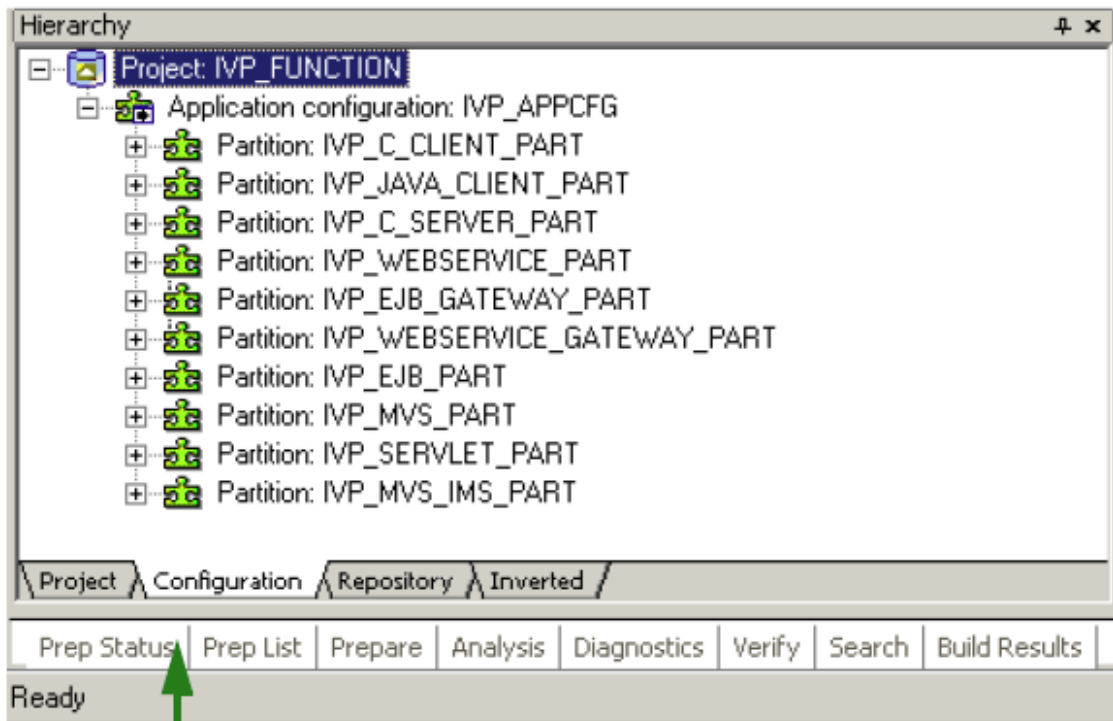 Hierarchy
Project: IVP_FUNCTION
Application configuration: IVP_APPCFG
Partition: IVP_C_CLIENT_PART
Partition: IVP_JAVA_CLIENT_PART
Partition: IVP_C_SERVER_PART
Partition: IVP_WEBSERVICE_PART
Partition: IVP_EJB_GATEWAY_PART
Partition: IVP_WEBSERVICE_GATEWAY_PART
Partition: IVP_EJB_PART
Partition: IVP_MVS_PART
Partition: IVP_SERVLET_PART
Partition: IVP_MVS_IMS_PART
Project Configuration Repository Inverted
Prep Status Prep List Prepare Analysis Diagnostics Verify Search Build Results
Ready